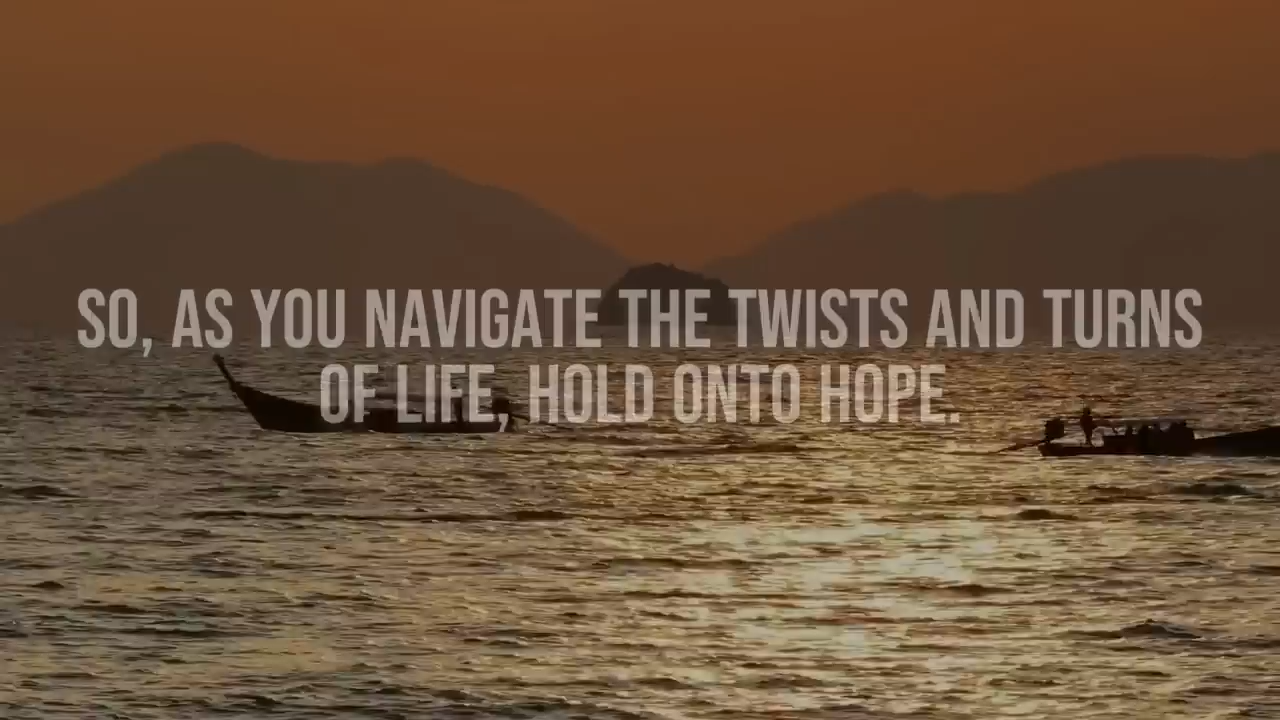 SO, AS YOU NAVIGATE THE TWISTS AND TURNS
OF LIFE, HOLD ONTO HOPE.